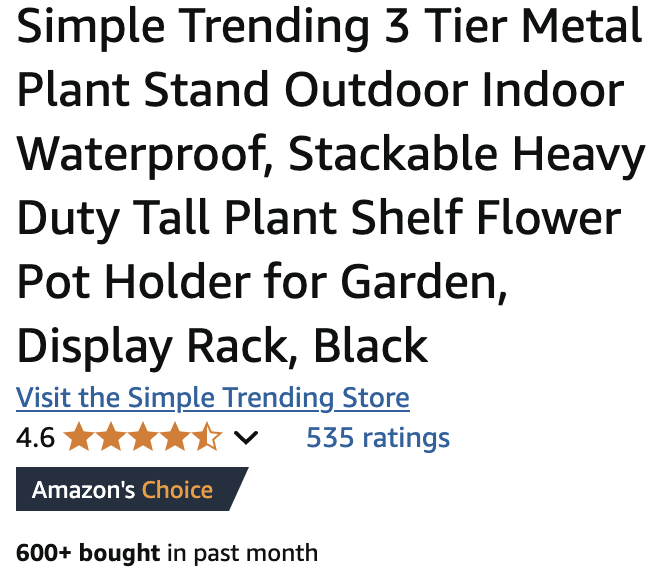 Simple Trending 3 Tier Metal
Plant Stand Outdoor Indoor
Waterproof, Stackable Heavy
Duty Tall Plant Shelf Flower
Pot Holder for Garden,
Display Rack, Black
Visit the Simple Trending Store
4.6 535 ratings
Amazon's Choice
600+ bought in past month